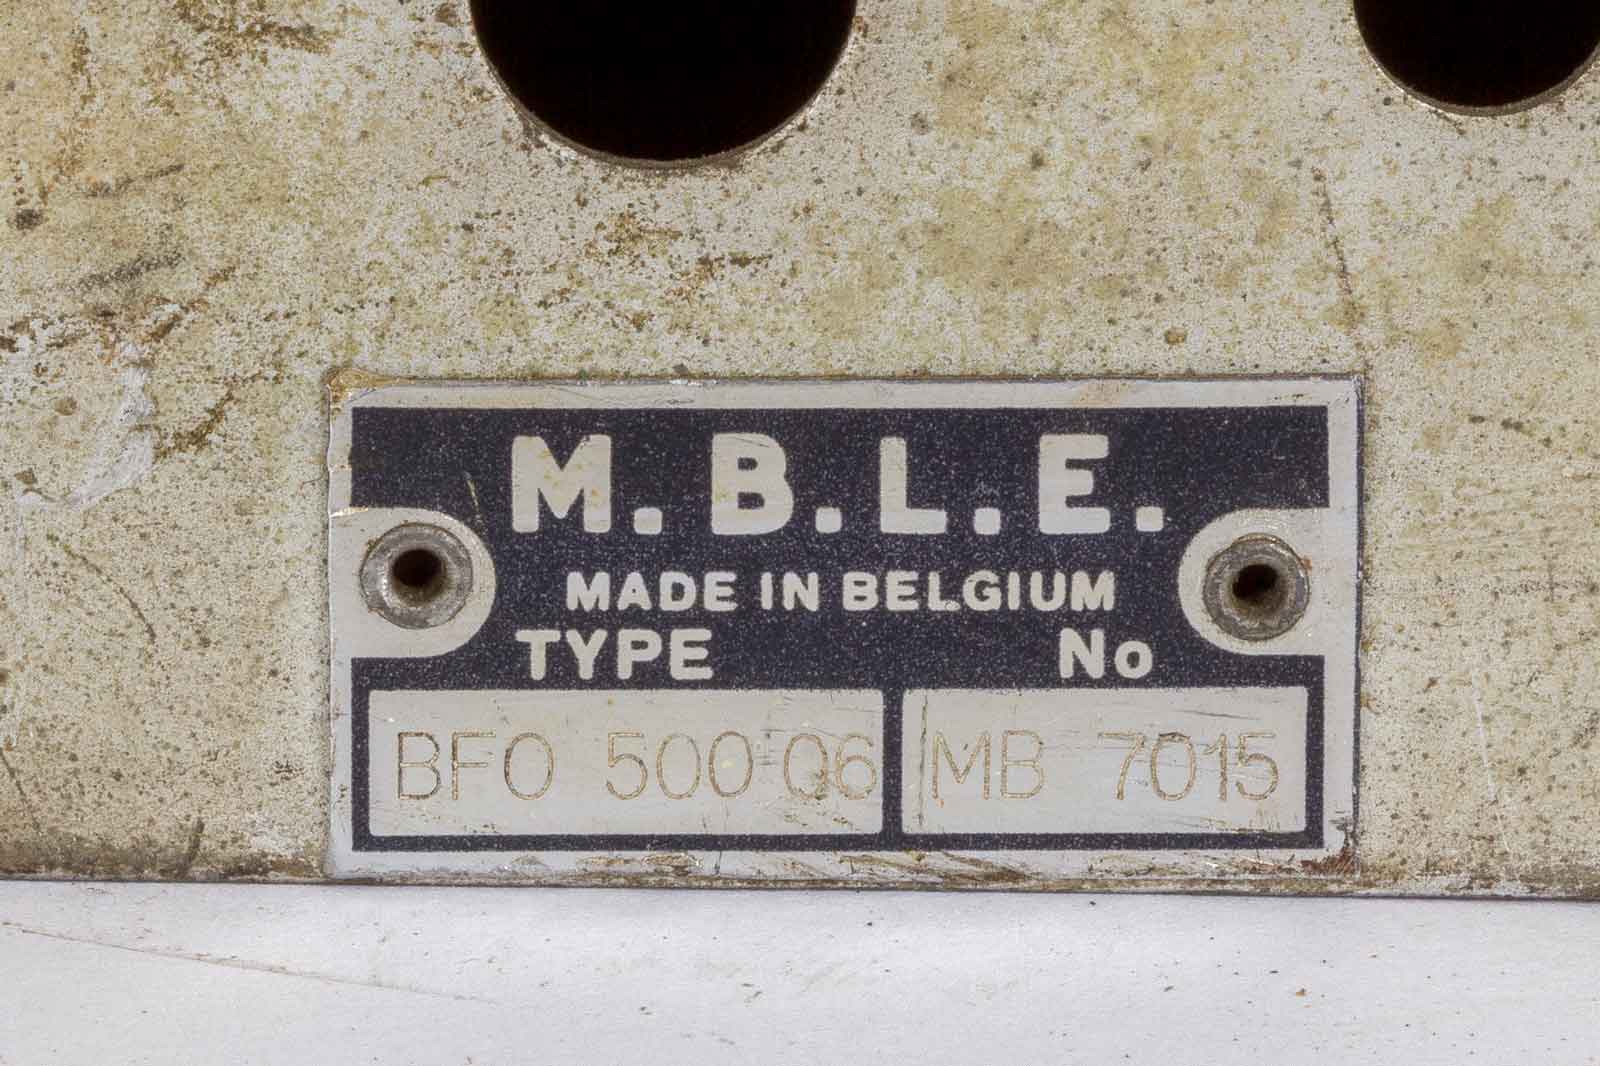 M.B.L.E.
MADE IN BELGIUM
TYPE No
BFO 500 06 MB 7015